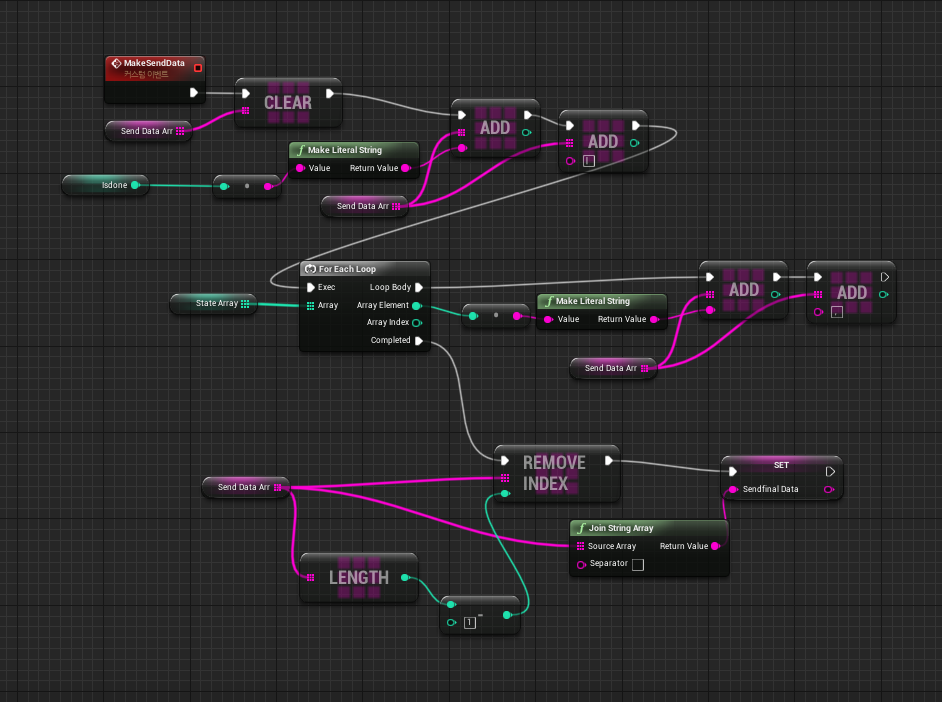 MakeSendData
커스텀 이벤트
Send Data Arr
CLEAR
ADD
ADD
Make Literal String
Value
Return Value
Isdone
Send Data Arr
For Each Loop
Exec
Loop Body
State Array
Array
Array Element
Array Index
Completed
Make Literal String
Value
Return Value
ADD
ADD
,
Send Data Arr
REMOVE
INDEX
SET
Sendfinal Data
Send Data Arr
Join String Array
Source Array
Return Value
Separator
LENGTH
1
-